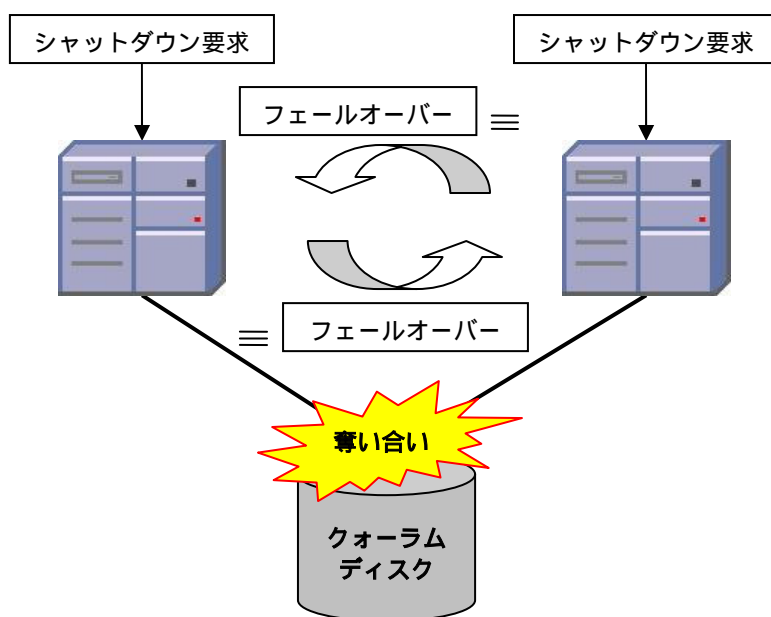 シャットダウン要求
シャットダウン要求
フェールオーバー
フェールオーバー
奪い合い
クォーラム
ディスク